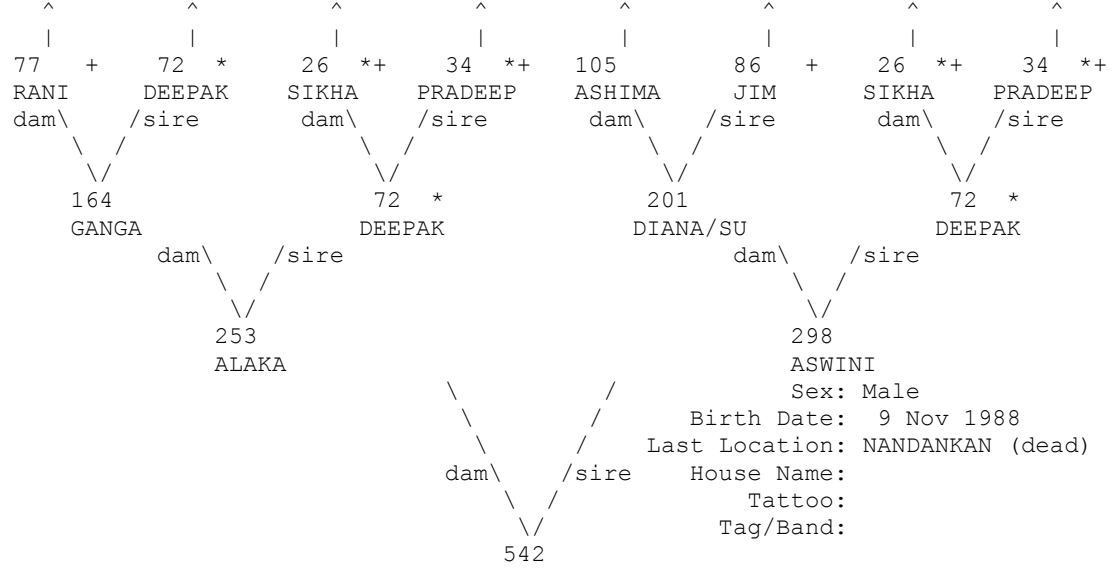 ^ ^ ^ ^ ^ ^ ^ ^
| | | | | | | |
77 + 72 * 26 *+ 34 *+ 105 86 + 26 *+ 34 *+
RANI DEEPAK SIKHA PRADEEP ASHIMA JIM SIKHA PRADEEP
dam\ /sire dam\ /sire dam\ /sire dam\ /sire
\ / \ / \ / \ /
\/ \/ \/ \/
164 72 * 201 72 *
GANGA DEEPAK DIANA/SU DEEPAK
dam\ /sire dam\ /sire
\ / \ /
\/ \/
253 298
ALAKA ASWINI
\ / Sex: Male
\ / Birth Date: 9 Nov 1988
\ / Last Location: NANDANKAN (dead)
dam\ /sire House Name:
\ / Tattoo:
\/ Tag/Band:
542